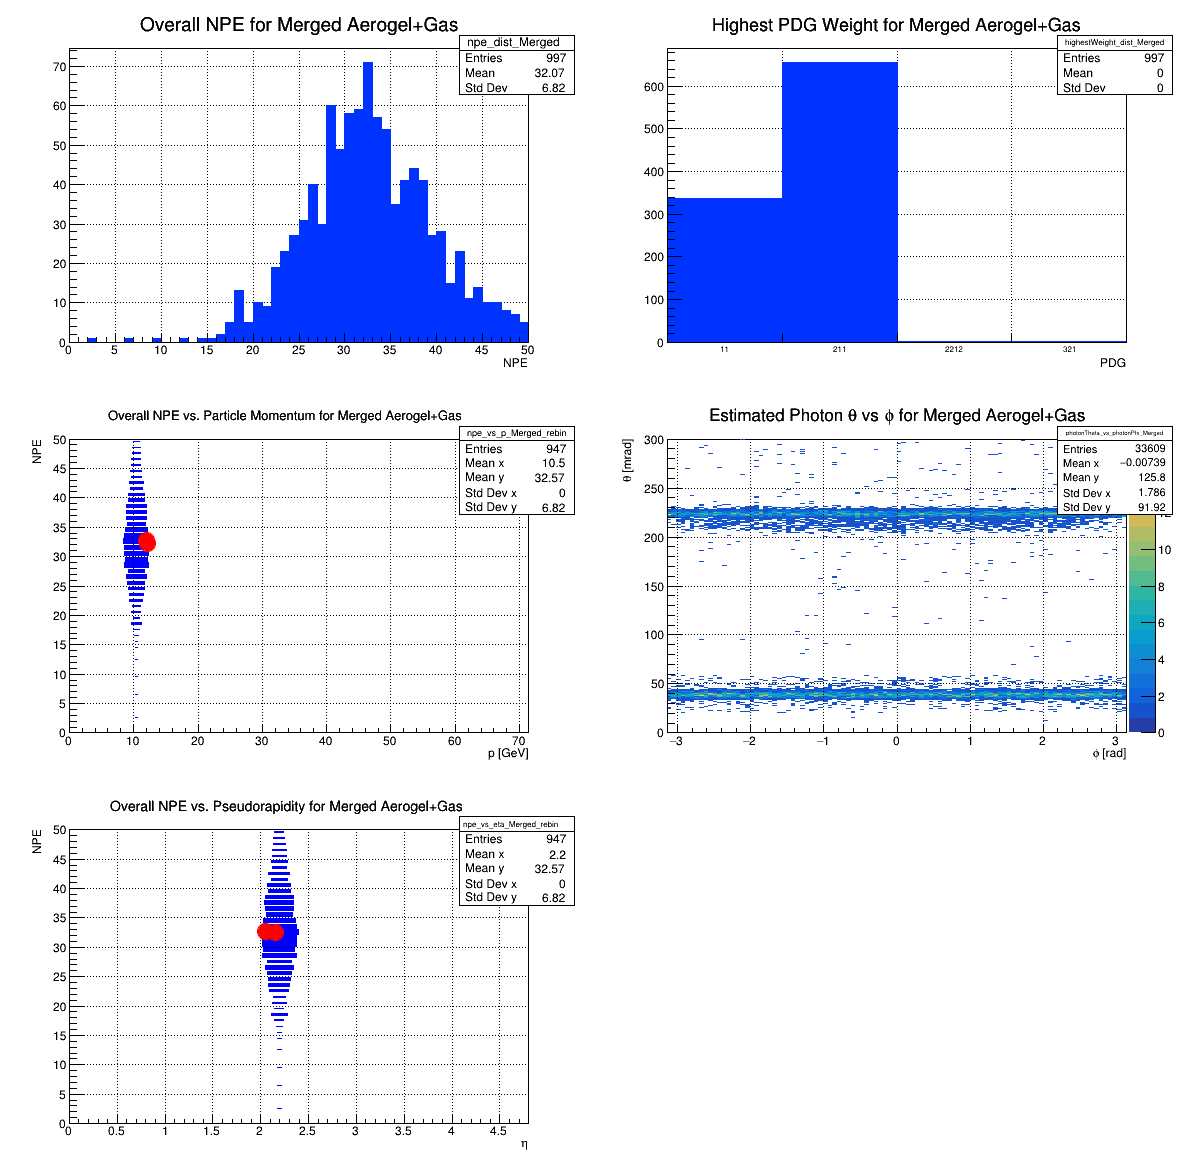 Overall NPE for Merged Aerogel+Gas
npe_dist_Merged
Entries 997
Mean 32.07
Std Dev 6.82
70
60
50
40
30
20
10
0
0 5 10 15 20 25 30 35 40 45 50
NPE
Highest PDG Weight for Merged Aerogel+Gas
highestWeight_dist_Merged
Entries 997
Mean 0
Std Dev 0
600
500
400
300
200
100
0
11 211 2212 321
PDG
Overall NPE vs. Particle Momentum for Merged Aerogel+Gas
npe_vs_p_Merged_rebin
Entries 947
Mean x 10.5
Mean y 32.57
Std Dev x 0
Std Dev y 6.82
NPE
50
45
40
35
30
25
20
15
10
5
0
0 10 20 30 40 50 60 70
p [GeV]
Estimated Photon θ vs ϕ for Merged Aerogel+Gas
photonTheta_vs_photonPhi_Merged
Entries 33609
Mean x −0.00739
Mean y 125.8
Std Dev x 1.786
Std Dev y 91.92
θ [mrad]
300
250
200
150
100
50
0
−3 −2 −1 0 1 2 3
ϕ [rad]
10
8
6
4
2
0
Overall NPE vs. Pseudorapidity for Merged Aerogel+Gas
npe_vs_eta_Merged_rebin
Entries 947
Mean x 2.2
Mean y 32.57
Std Dev x 0
Std Dev y 6.82
NPE
50
45
40
35
30
25
20
15
10
5
0
0 0.5 1 1.5 2 2.5 3 3.5 4 4.5
η